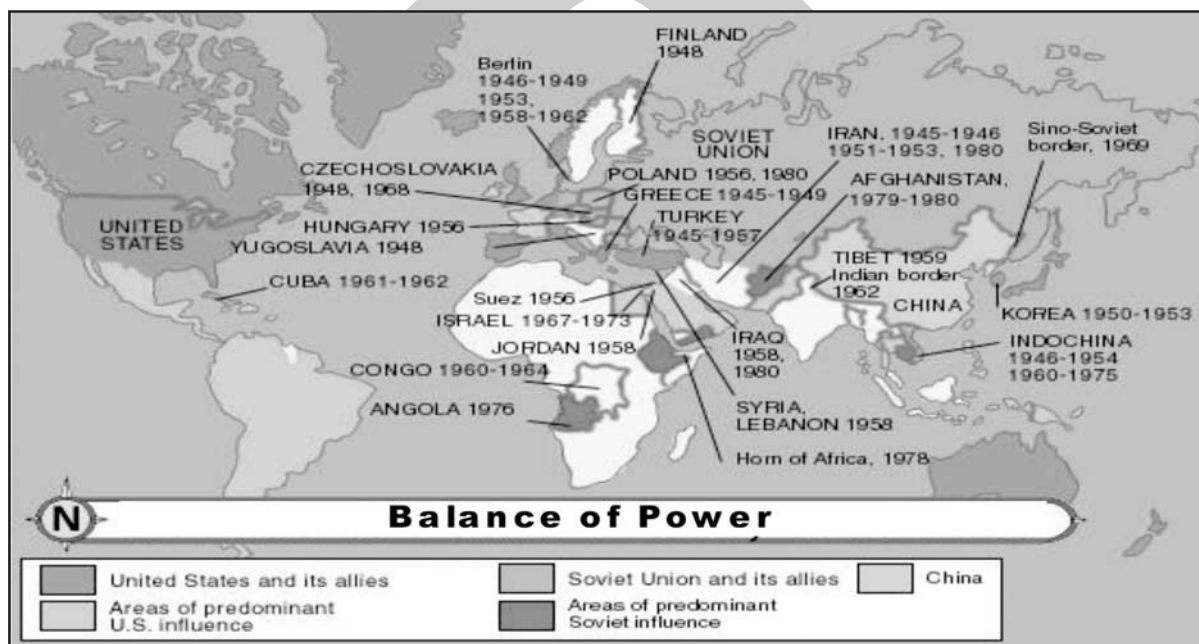 FINLAND
1948
Berlin
1946-1949
1953,
1958-1962
SOVIET
UNION
IRAN, 1945-1946
1951-1953, 1980
Sino-Soviet
border, 1969
CZECHOSLOVAKIA
1948, 1968
POLAND 1956, 1980
GREECE 1945-1949
AFGHANISTAN,
1979-1980
UNITED
STATES
HUNGARY 1956
YUGOSLAVIA 1948
TURKEY
1945-1957
TIBET 1959
Indian border
1962
CHINA
CUBA 1961-1962
Suez 1956
ISRAEL 1967-1973
JORDAN 1958
IRAQ
1958,
1980
KOREA 1950-1953
INDOCHINA
1946-1954
1960-1975
CONGO 1960-1964
ANGOLA 1976
SYRIA,
LEBANON 1958
Horn of Africa, 1978
N
Balance of Power
United States and its allies
Soviet Union and its allies
China
Areas of predominant
U.S. influence
Areas of predominant
Soviet influence